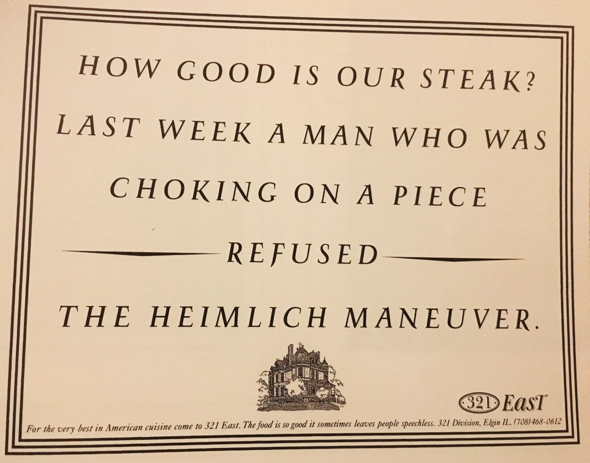 HOW GOOD IS OUR STEAK?
LAST WEEK A MAN WHO WAS
CHOKING ON A PIECE
REFUSED
THE HEIMLICH MANEUVER.
321 EAST
For the very best in American cuisine come to 321 East. The food is so good it sometimes leaves people speechless. 321 Division, Elgin IL. (708)468-0612